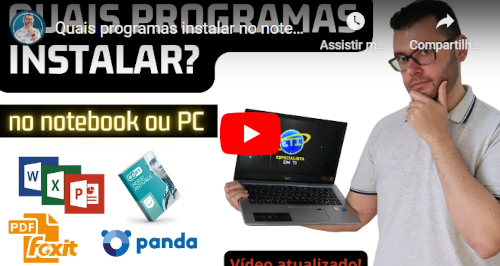 QUAIS PROGRAMAS
Quais programas instalar no note...
Assistir m...
Compartilh...
INSTALAR?
no notebook ou PC
W X P
ESET
ETI
ESPECIALISTA
EM TI
PDF
foxit
panda
Vídeo atualizado!